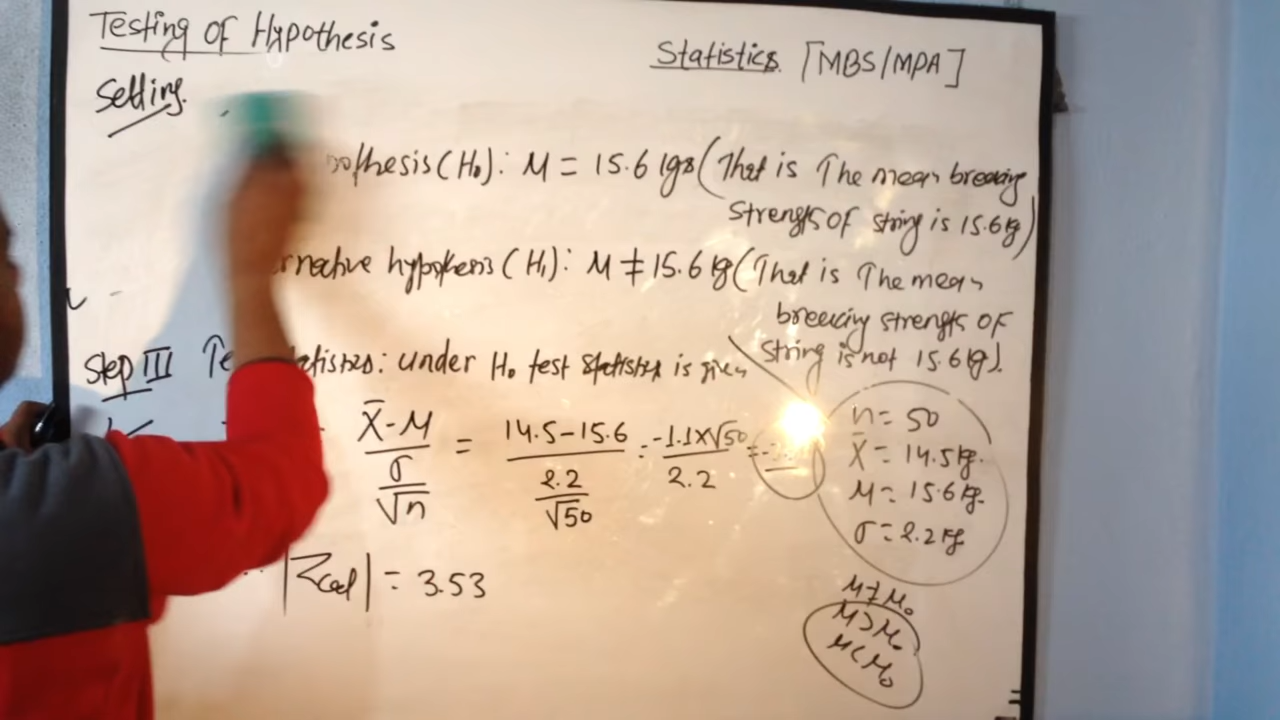 Testing of Hypothesis
Statistics [MBS/MPA]
Setting.
pothesis (H₀): M = 15.6 kgs (That is The mean breaking
strength of string is 15.6 kg)
rnative hypothesis (H₁): M ≠ 15.6 kg (That is The mean
breaking strength of
string is not 15.6 kg).
Step III Te tatistics: under H₀ test statistics is given
X̄ - M / σ/√n = 14.5 - 15.6 / 2.2/√50 = -1.1 × √50 / 2.2 =
n = 50
X̄ = 14.5 kg.
M = 15.6 kg.
σ = 2.2 kg
|Zcal| = 3.53
M ≠ M₀
M > M₀
M < M₀